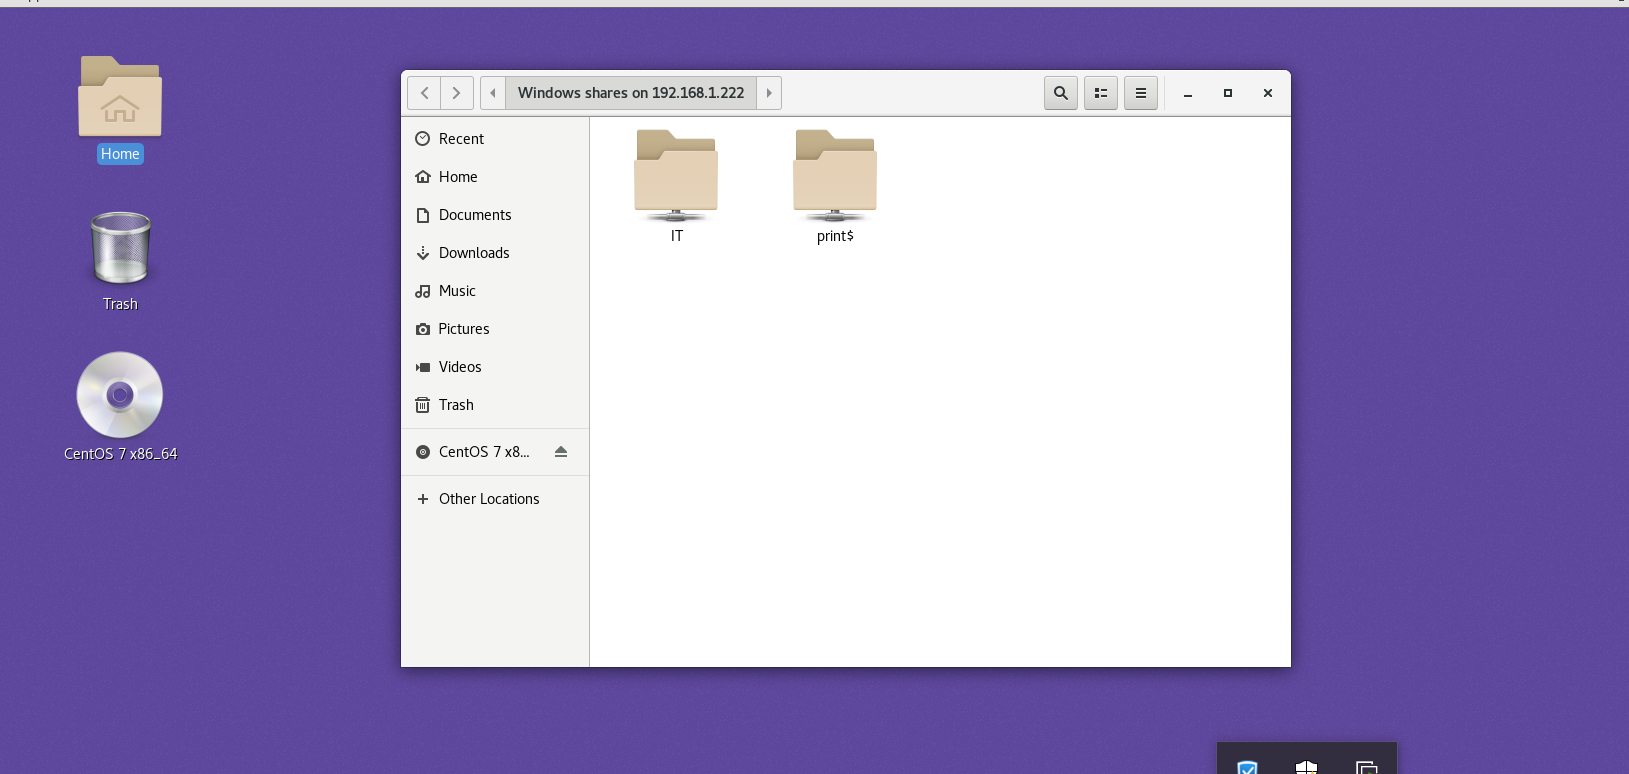 Home
Trash
CentOS 7 x86_64
Windows shares on 192.168.1.222
Recent
Home
Documents
Downloads
Music
Pictures
Videos
Trash
CentOS 7 x8...
Other Locations
IT
print$